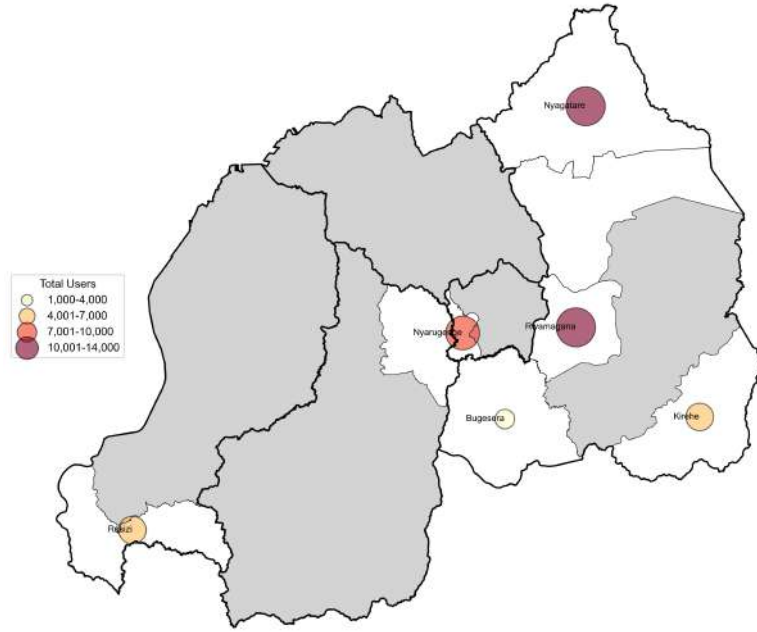 Nyagatare
Total Users
1,000-4,000
4,001-7,000
7,001-10,000
10,001-14,000
Nyarugenge
Rwamagana
Bugesera
Kirehe
Rusizi